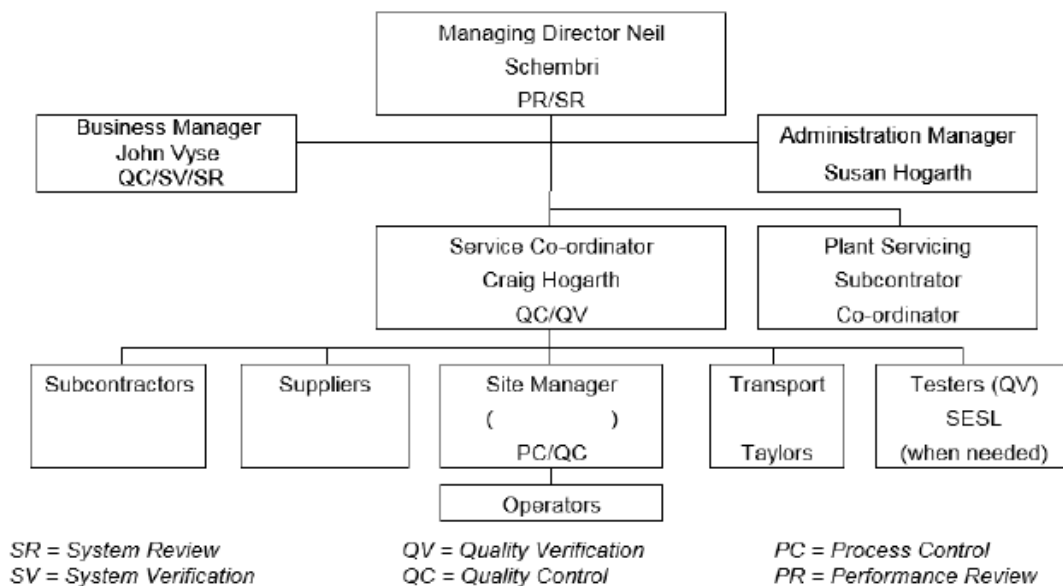 Managing Director Neil
Schembri
PR/SR
Business Manager
John Vyse
QC/SV/SR
Administration Manager
Susan Hogarth
Service Co-ordinator
Craig Hogarth
QC/QV
Plant Servicing
Subcontrator
Co-ordinator
Subcontractors
Suppliers
Site Manager
( )
PC/QC
Transport
Taylors
Testers (QV)
SESL
(when needed)
Operators
SR = System Review
QV = Quality Verification
PC = Process Control
SV = System Verification
QC = Quality Control
PR = Performance Review